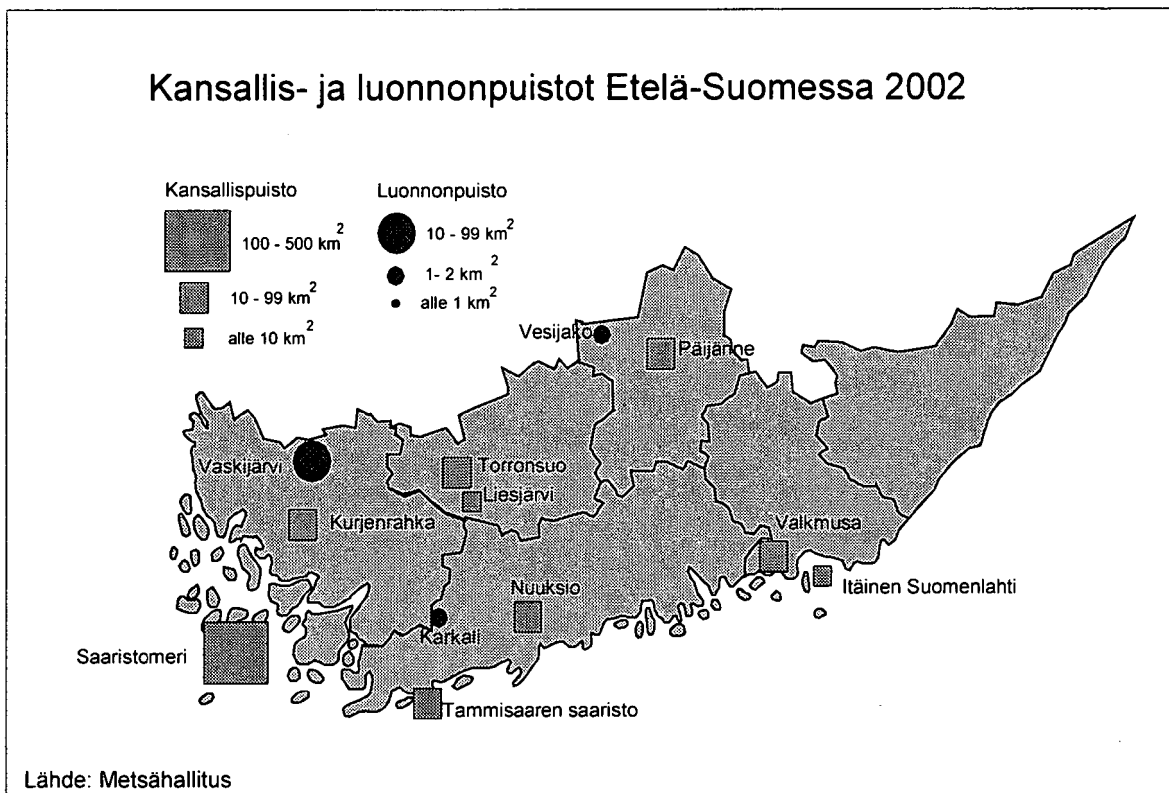 Kansallis- ja luonnonpuistot Etelä-Suomessa 2002
Kansallispuisto
100 - 500 km²
10 - 99 km²
alle 10 km²
Luonnonpuisto
10 - 99 km²
1- 2 km²
alle 1 km²
Vesijako
Päijänne
Vaskijärvi
Torronsuo
Liesjärvi
Kurjenrahka
Valkmusa
Itäinen Suomenlahti
Nuuksio
Karkali
Saaristomeri
Tammisaaren saaristo
Lähde: Metsähallitus